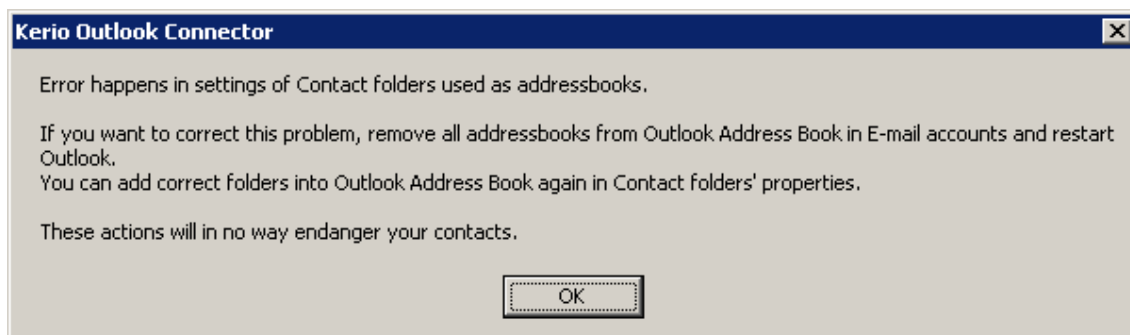 Kerio Outlook Connector
Error happens in settings of Contact folders used as addressbooks.
If you want to correct this problem, remove all addressbooks from Outlook Address Book in E-mail accounts and restart
Outlook.
You can add correct folders into Outlook Address Book again in Contact folders' properties.
These actions will in no way endanger your contacts.
OK